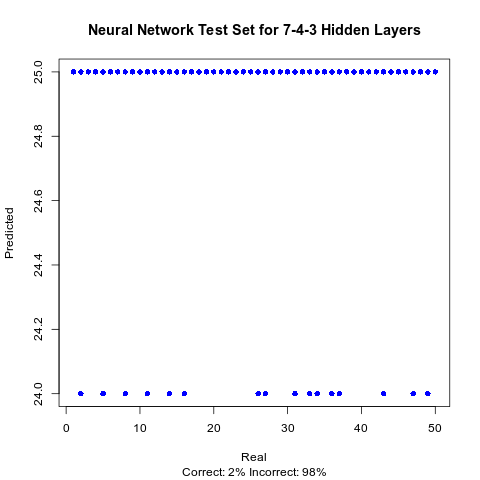 Neural Network Test Set for 7-4-3 Hidden Layers
Predicted
25.0
24.8
24.6
24.4
24.2
24.0
0 10 20 30 40 50
Real
Correct: 2% Incorrect: 98%